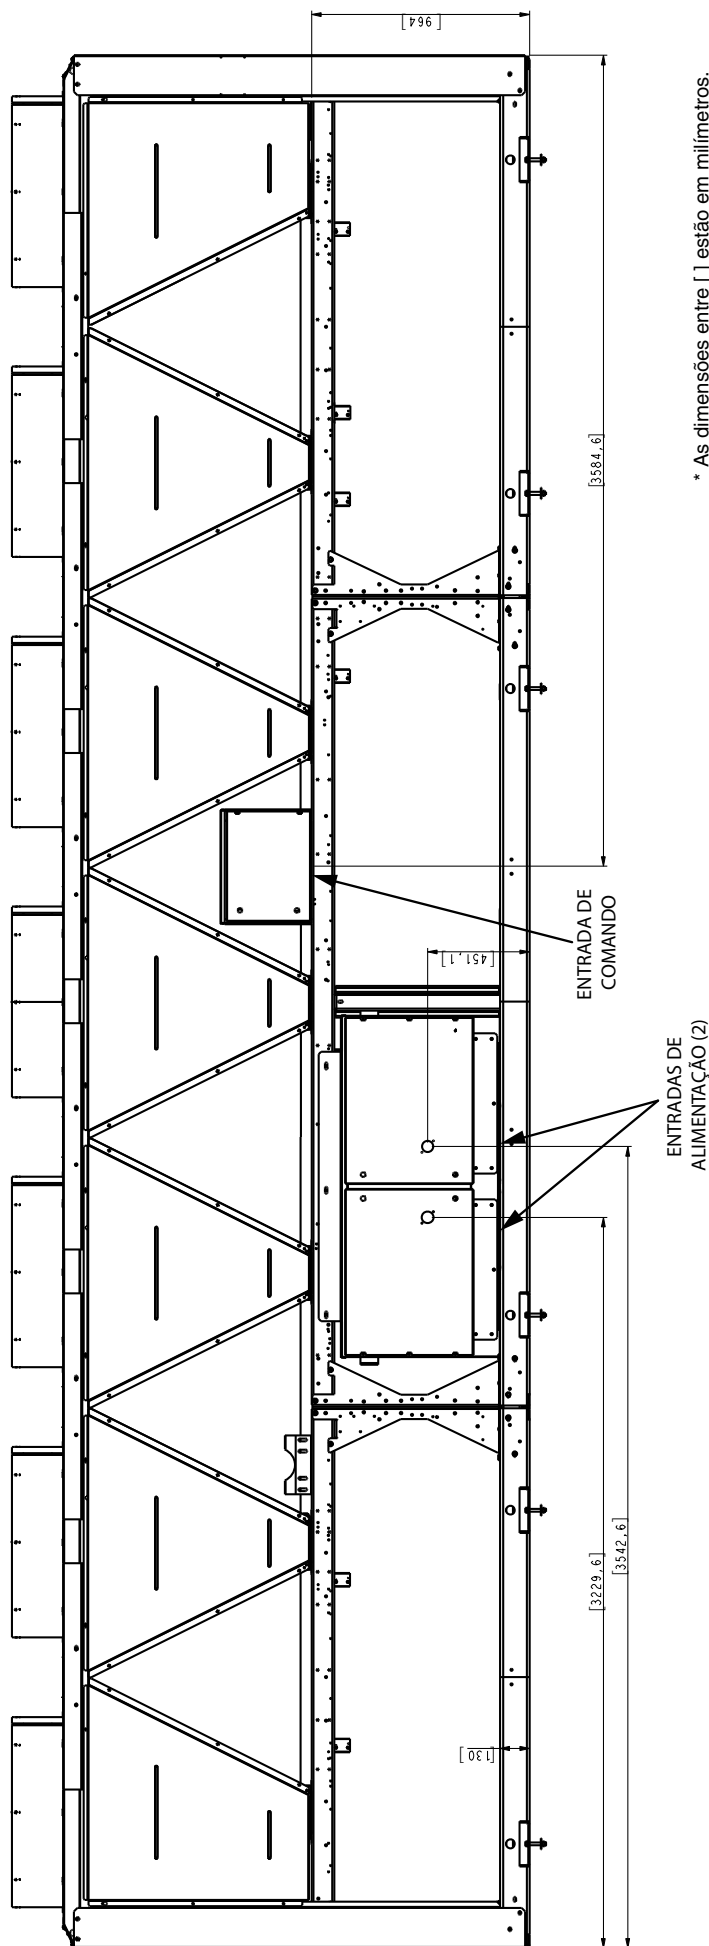 [964]
* As dimensões entre [ ] estão em milímetros.
[3584,6]
ENTRADA DE
COMANDO
[451,1]
ENTRADAS DE
ALIMENTAÇÃO (2)
[3229,6]
[3542,6]
[130]